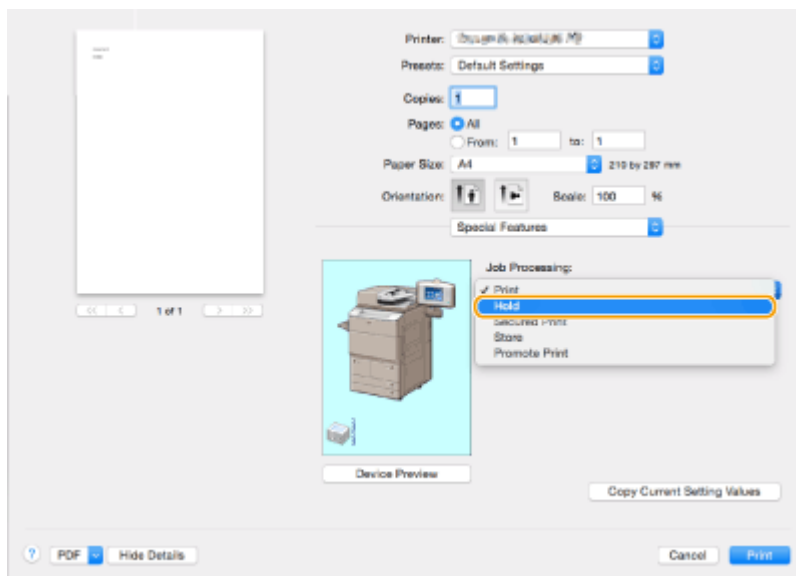 Printer:
Presets: Default Settings
Copies: 1
Pages: All
From: 1 to: 1
Paper Size: A4 210 by 297 mm
Orientation: Scale: 100 %
Special Features
Job Processing:
✓ Print
Hold
Secured Print
Store
Promote Print
<< < 1 of 1 > >>
Device Preview
Copy Current Setting Values
? PDF Hide Details Cancel Print